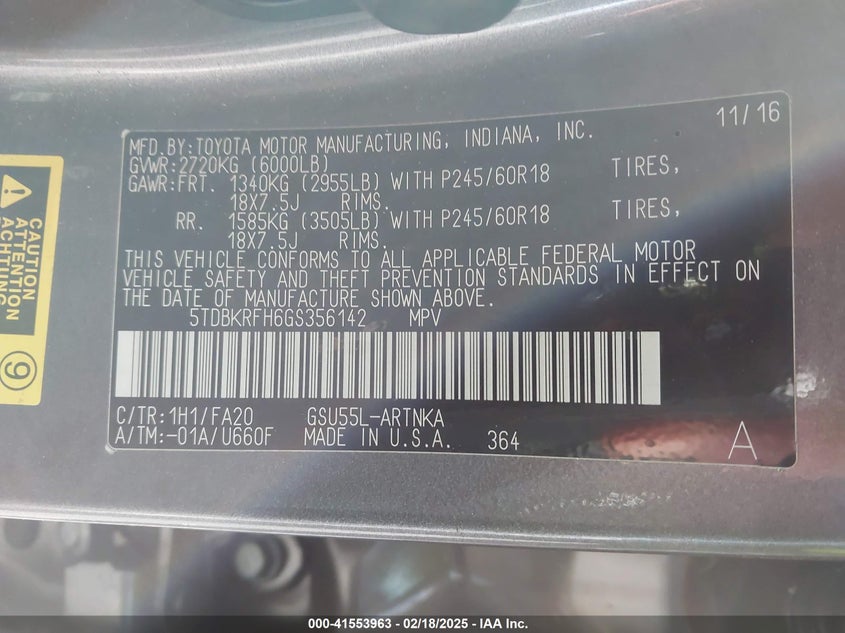 11/16
MFD.BY:TOYOTA MOTOR MANUFACTURING, INDIANA, INC.
GVWR:2720KG (6000LB)
GAWR:FRT. 1340KG (2955LB) WITH P245/60R18 TIRES,
18X7.5J RIMS.
RR. 1585KG (3505LB) WITH P245/60R18 TIRES,
18X7.5J RIMS.
THIS VEHICLE CONFORMS TO ALL APPLICABLE FEDERAL MOTOR
VEHICLE SAFETY AND THEFT PREVENTION STANDARDS IN EFFECT ON
THE DATE OF MANUFACTURE SHOWN ABOVE.
5TDBKRFH6GS356142 MPV
C/TR:1H1/FA20 GSU55L-ARTNKA
A/TM:-01A/U660F MADE IN U.S.A. 364
A
CAUTION
ATTENTION
ACHTUNG
9
000-41553963 - 02/18/2025 - IAA Inc.